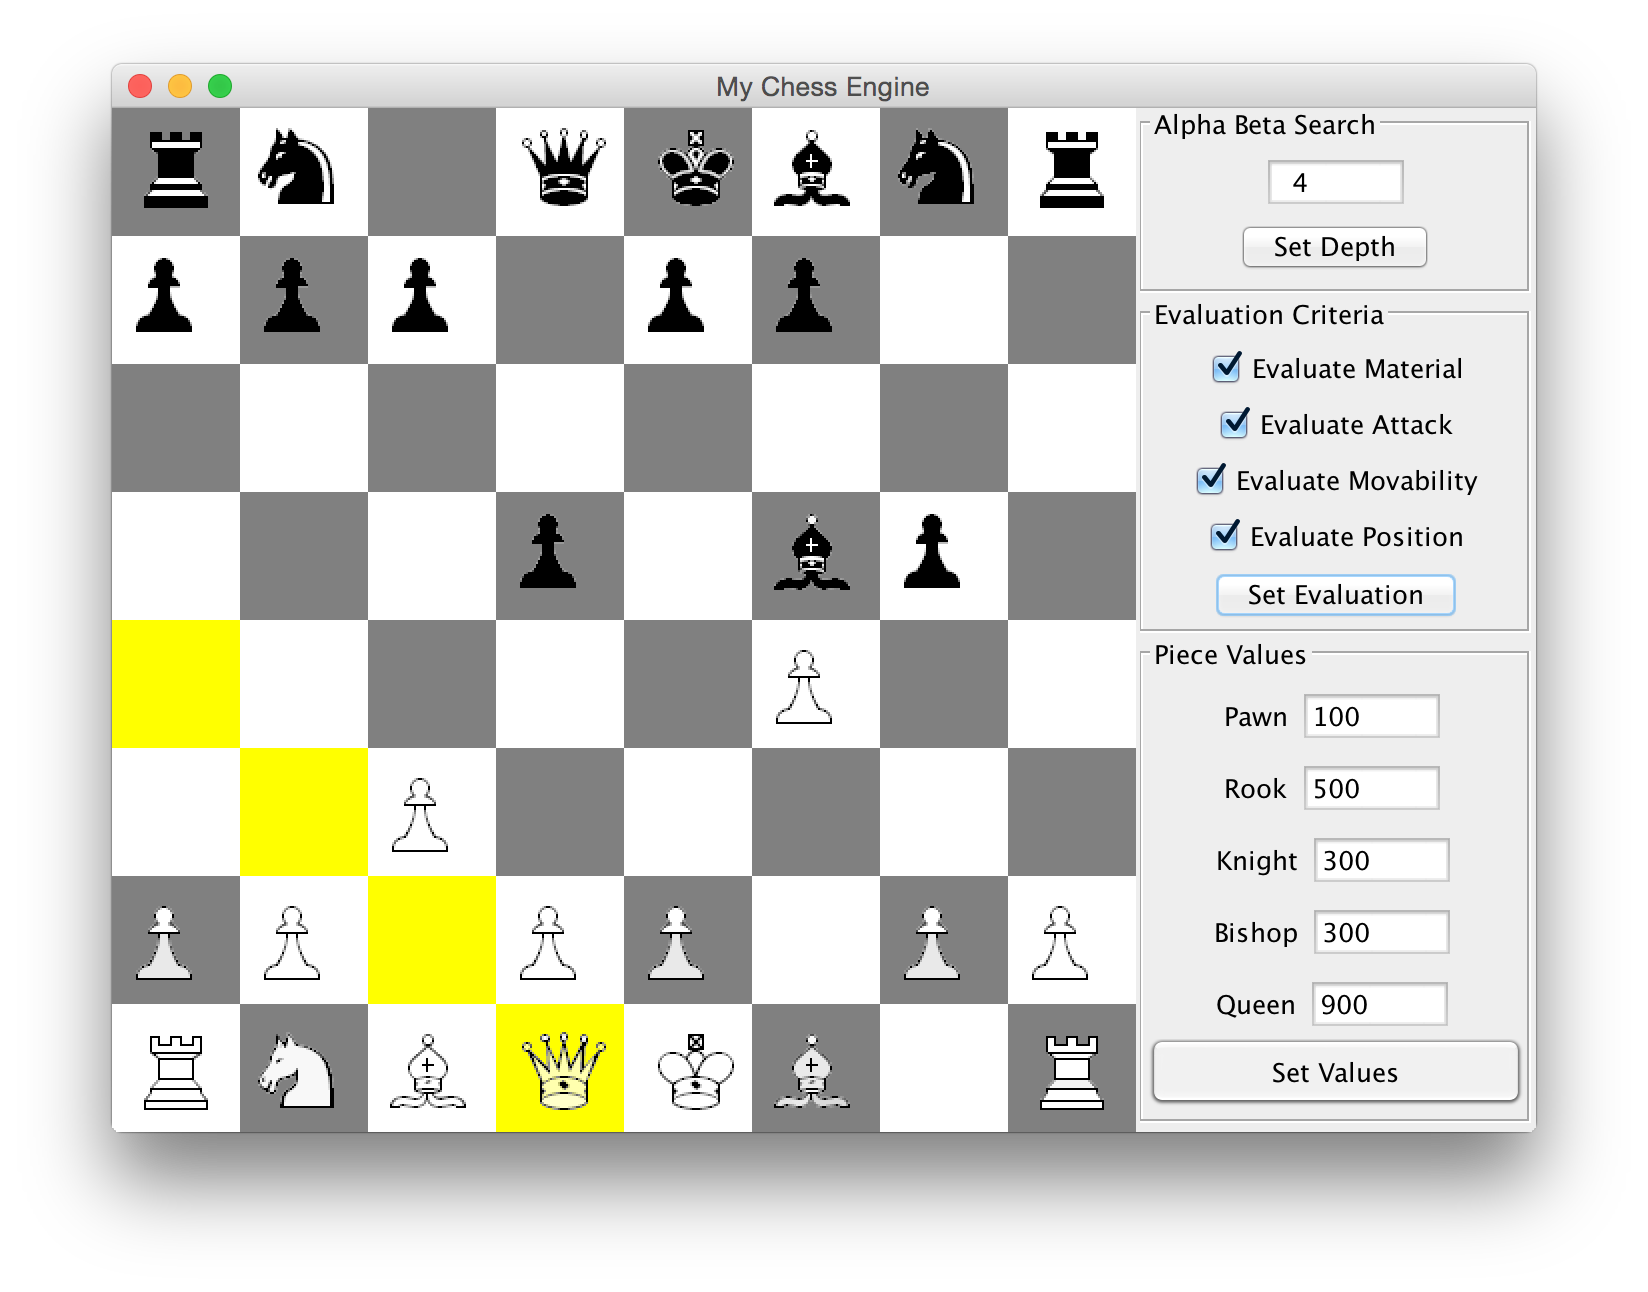 My Chess Engine
Alpha Beta Search
4
Set Depth
Evaluation Criteria
Evaluate Material
Evaluate Attack
Evaluate Movability
Evaluate Position
Set Evaluation
Piece Values
Pawn 100
Rook 500
Knight 300
Bishop 300
Queen 900
Set Values